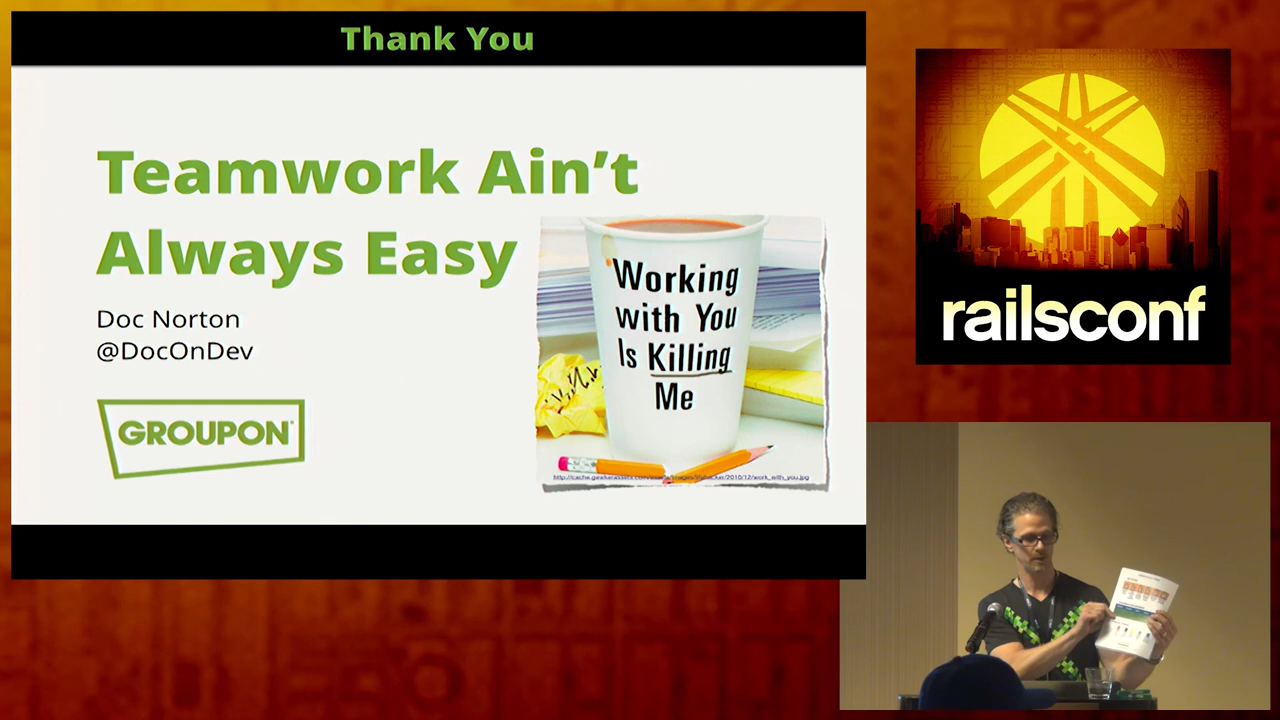 Thank You
Teamwork Ain’t
Always Easy
Doc Norton
@DocOnDev
GROUPON
Working
with You
Is Killing
Me
railsconf